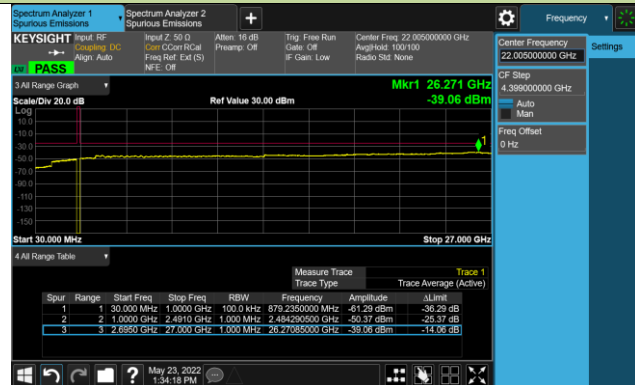 Spectrum Analyzer 1
Spurious Emissions
Spectrum Analyzer 2
Spurious Emissions
Frequency
KEYSIGHT
Input: RF
Coupling: DC
Align: Auto
Input Z: 50 Ω
Corr CCorr RCal
Freq Ref: Ext (S)
NFE: Off
Atten: 16 dB
Preamp: Off
Trig: Free Run
Gate: Off
IF Gain: Low
Center Freq: 22.005000000 GHz
Avg|Hold: 100/100
Radio Std: None
PASS
Center Frequency
22.005000000 GHz
Settings
CF Step
4.399000000 GHz
Auto
Man
Freq Offset
0 Hz
3 All Range Graph
Mkr1 26.271 GHz
Scale/Div 20.0 dB
Ref Value 30.00 dBm
-39.06 dBm
Log
10.0
-10.0
-30.0
-50.0
-70.0
-90.0
-110
-130
-150
1
Start 30.000 MHz
Stop 27.000 GHz
4 All Range Table
Measure Trace
Trace 1
Trace Type
Trace Average (Active)
Spur Range Start Freq Stop Freq RBW Frequency Amplitude ΔLimit
1 1 30.000 MHz 1.0000 GHz 100.0 kHz 879.2350000 MHz -61.29 dBm -36.29 dB
2 2 1.0000 GHz 2.4910 GHz 1.000 MHz 2.484290500 GHz -50.37 dBm -25.37 dB
3 3 2.6950 GHz 27.000 GHz 1.000 MHz 26.27085000 GHz -39.06 dBm -14.06 dB
May 23, 2022
1:34:18 PM